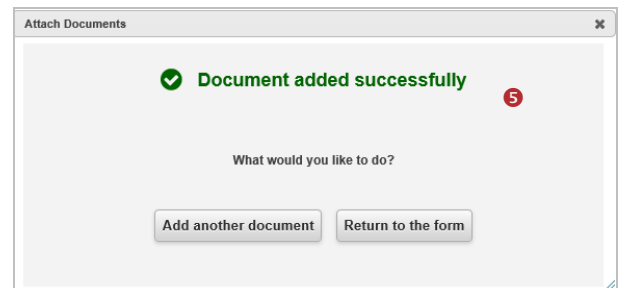 Attach Documents
Document added successfully
5
What would you like to do?
Add another document Return to the form